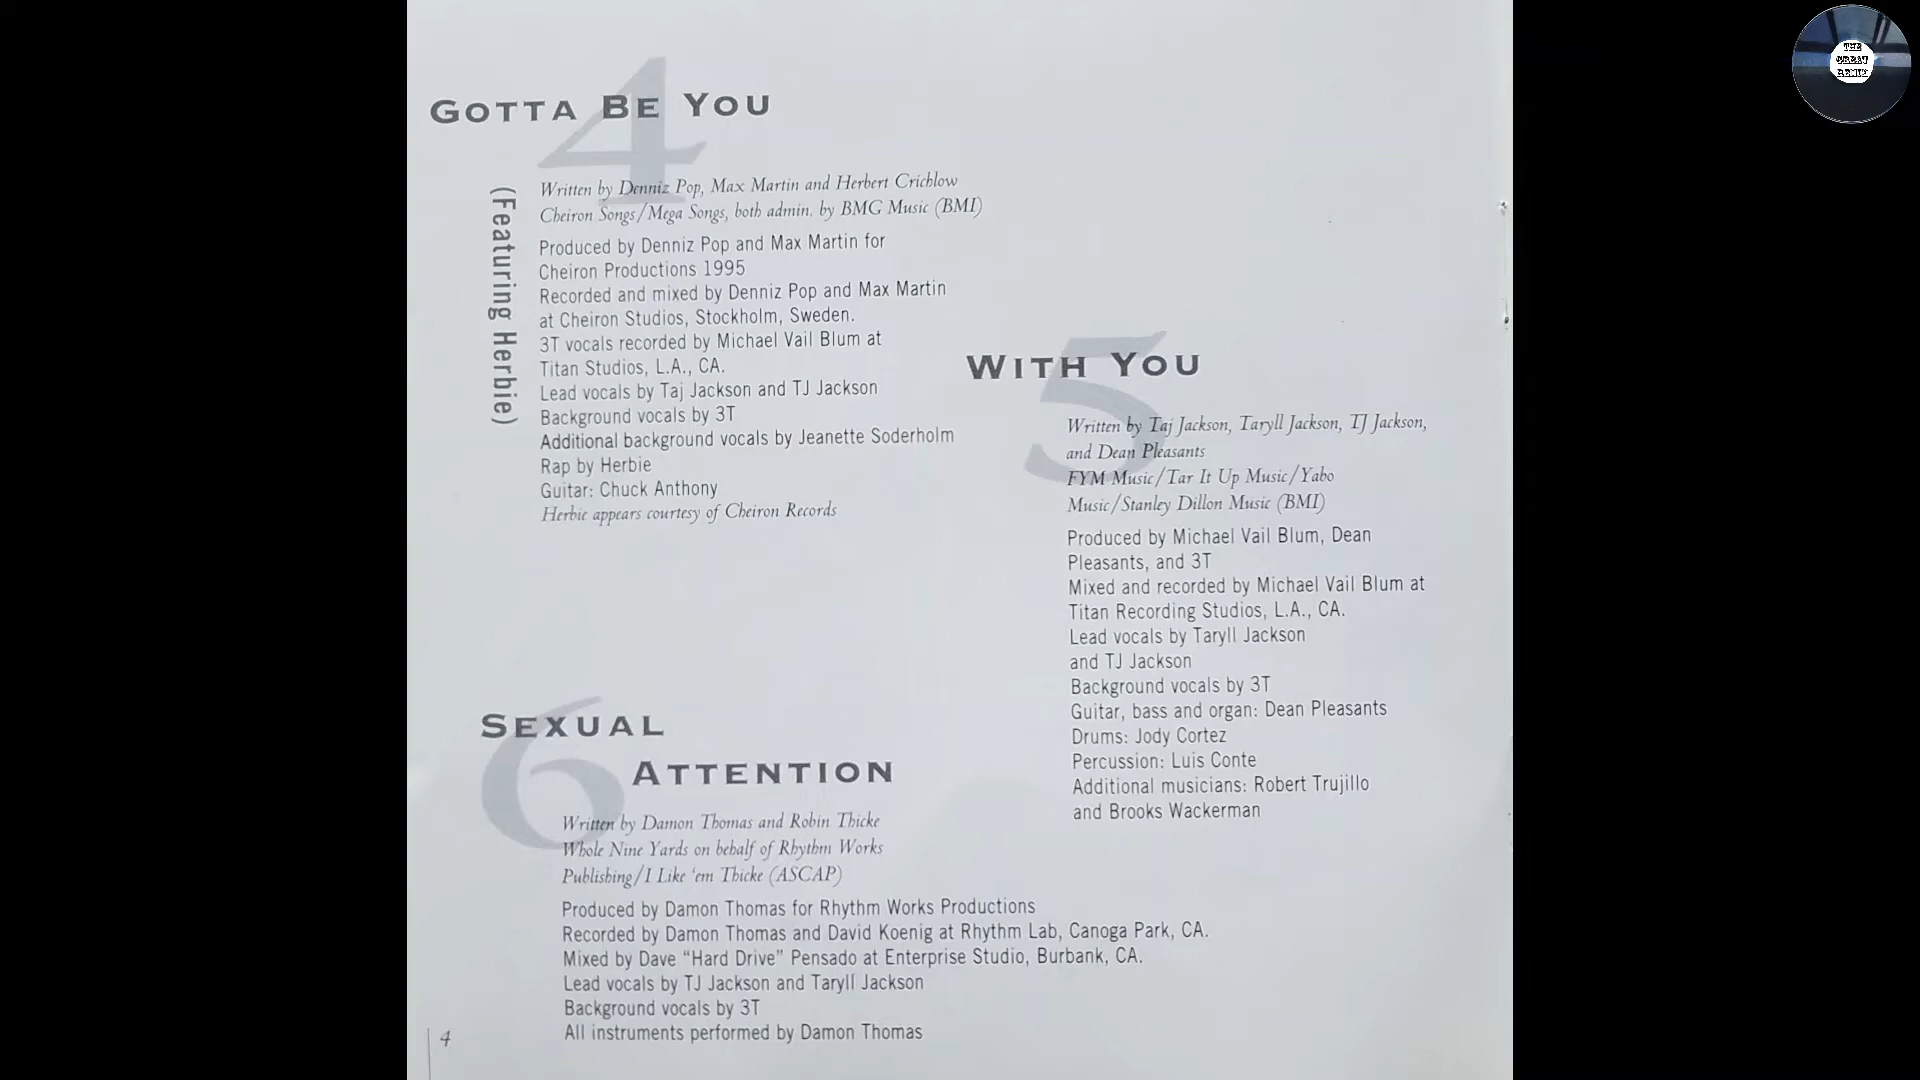 THE
GREAT
REMIX
4
GOTTA BE YOU
(Featuring Herbie)
Written by Denniz Pop, Max Martin and Herbert Crichlow
Cheiron Songs/Mega Songs, both admin. by BMG Music (BMI)
Produced by Denniz Pop and Max Martin for
Cheiron Productions 1995
Recorded and mixed by Denniz Pop and Max Martin
at Cheiron Studios, Stockholm, Sweden.
3T vocals recorded by Michael Vail Blum at
Titan Studios, L.A., CA.
Lead vocals by Taj Jackson and TJ Jackson
Background vocals by 3T
Additional background vocals by Jeanette Soderholm
Rap by Herbie
Guitar: Chuck Anthony
Herbie appears courtesy of Cheiron Records
5
WITH YOU
Written by Taj Jackson, Taryll Jackson, TJ Jackson,
and Dean Pleasants
FYM Music/Tar It Up Music/Yabo
Music/Stanley Dillon Music (BMI)
Produced by Michael Vail Blum, Dean
Pleasants, and 3T
Mixed and recorded by Michael Vail Blum at
Titan Recording Studios, L.A., CA.
Lead vocals by Taryll Jackson
and TJ Jackson
Background vocals by 3T
Guitar, bass and organ: Dean Pleasants
Drums: Jody Cortez
Percussion: Luis Conte
Additional musicians: Robert Trujillo
and Brooks Wackerman
6
SEXUAL
ATTENTION
Written by Damon Thomas and Robin Thicke
Whole Nine Yards on behalf of Rhythm Works
Publishing/I Like 'em Thicke (ASCAP)
Produced by Damon Thomas for Rhythm Works Productions
Recorded by Damon Thomas and David Koenig at Rhythm Lab, Canoga Park, CA.
Mixed by Dave “Hard Drive” Pensado at Enterprise Studio, Burbank, CA.
Lead vocals by TJ Jackson and Taryll Jackson
Background vocals by 3T
All instruments performed by Damon Thomas
4